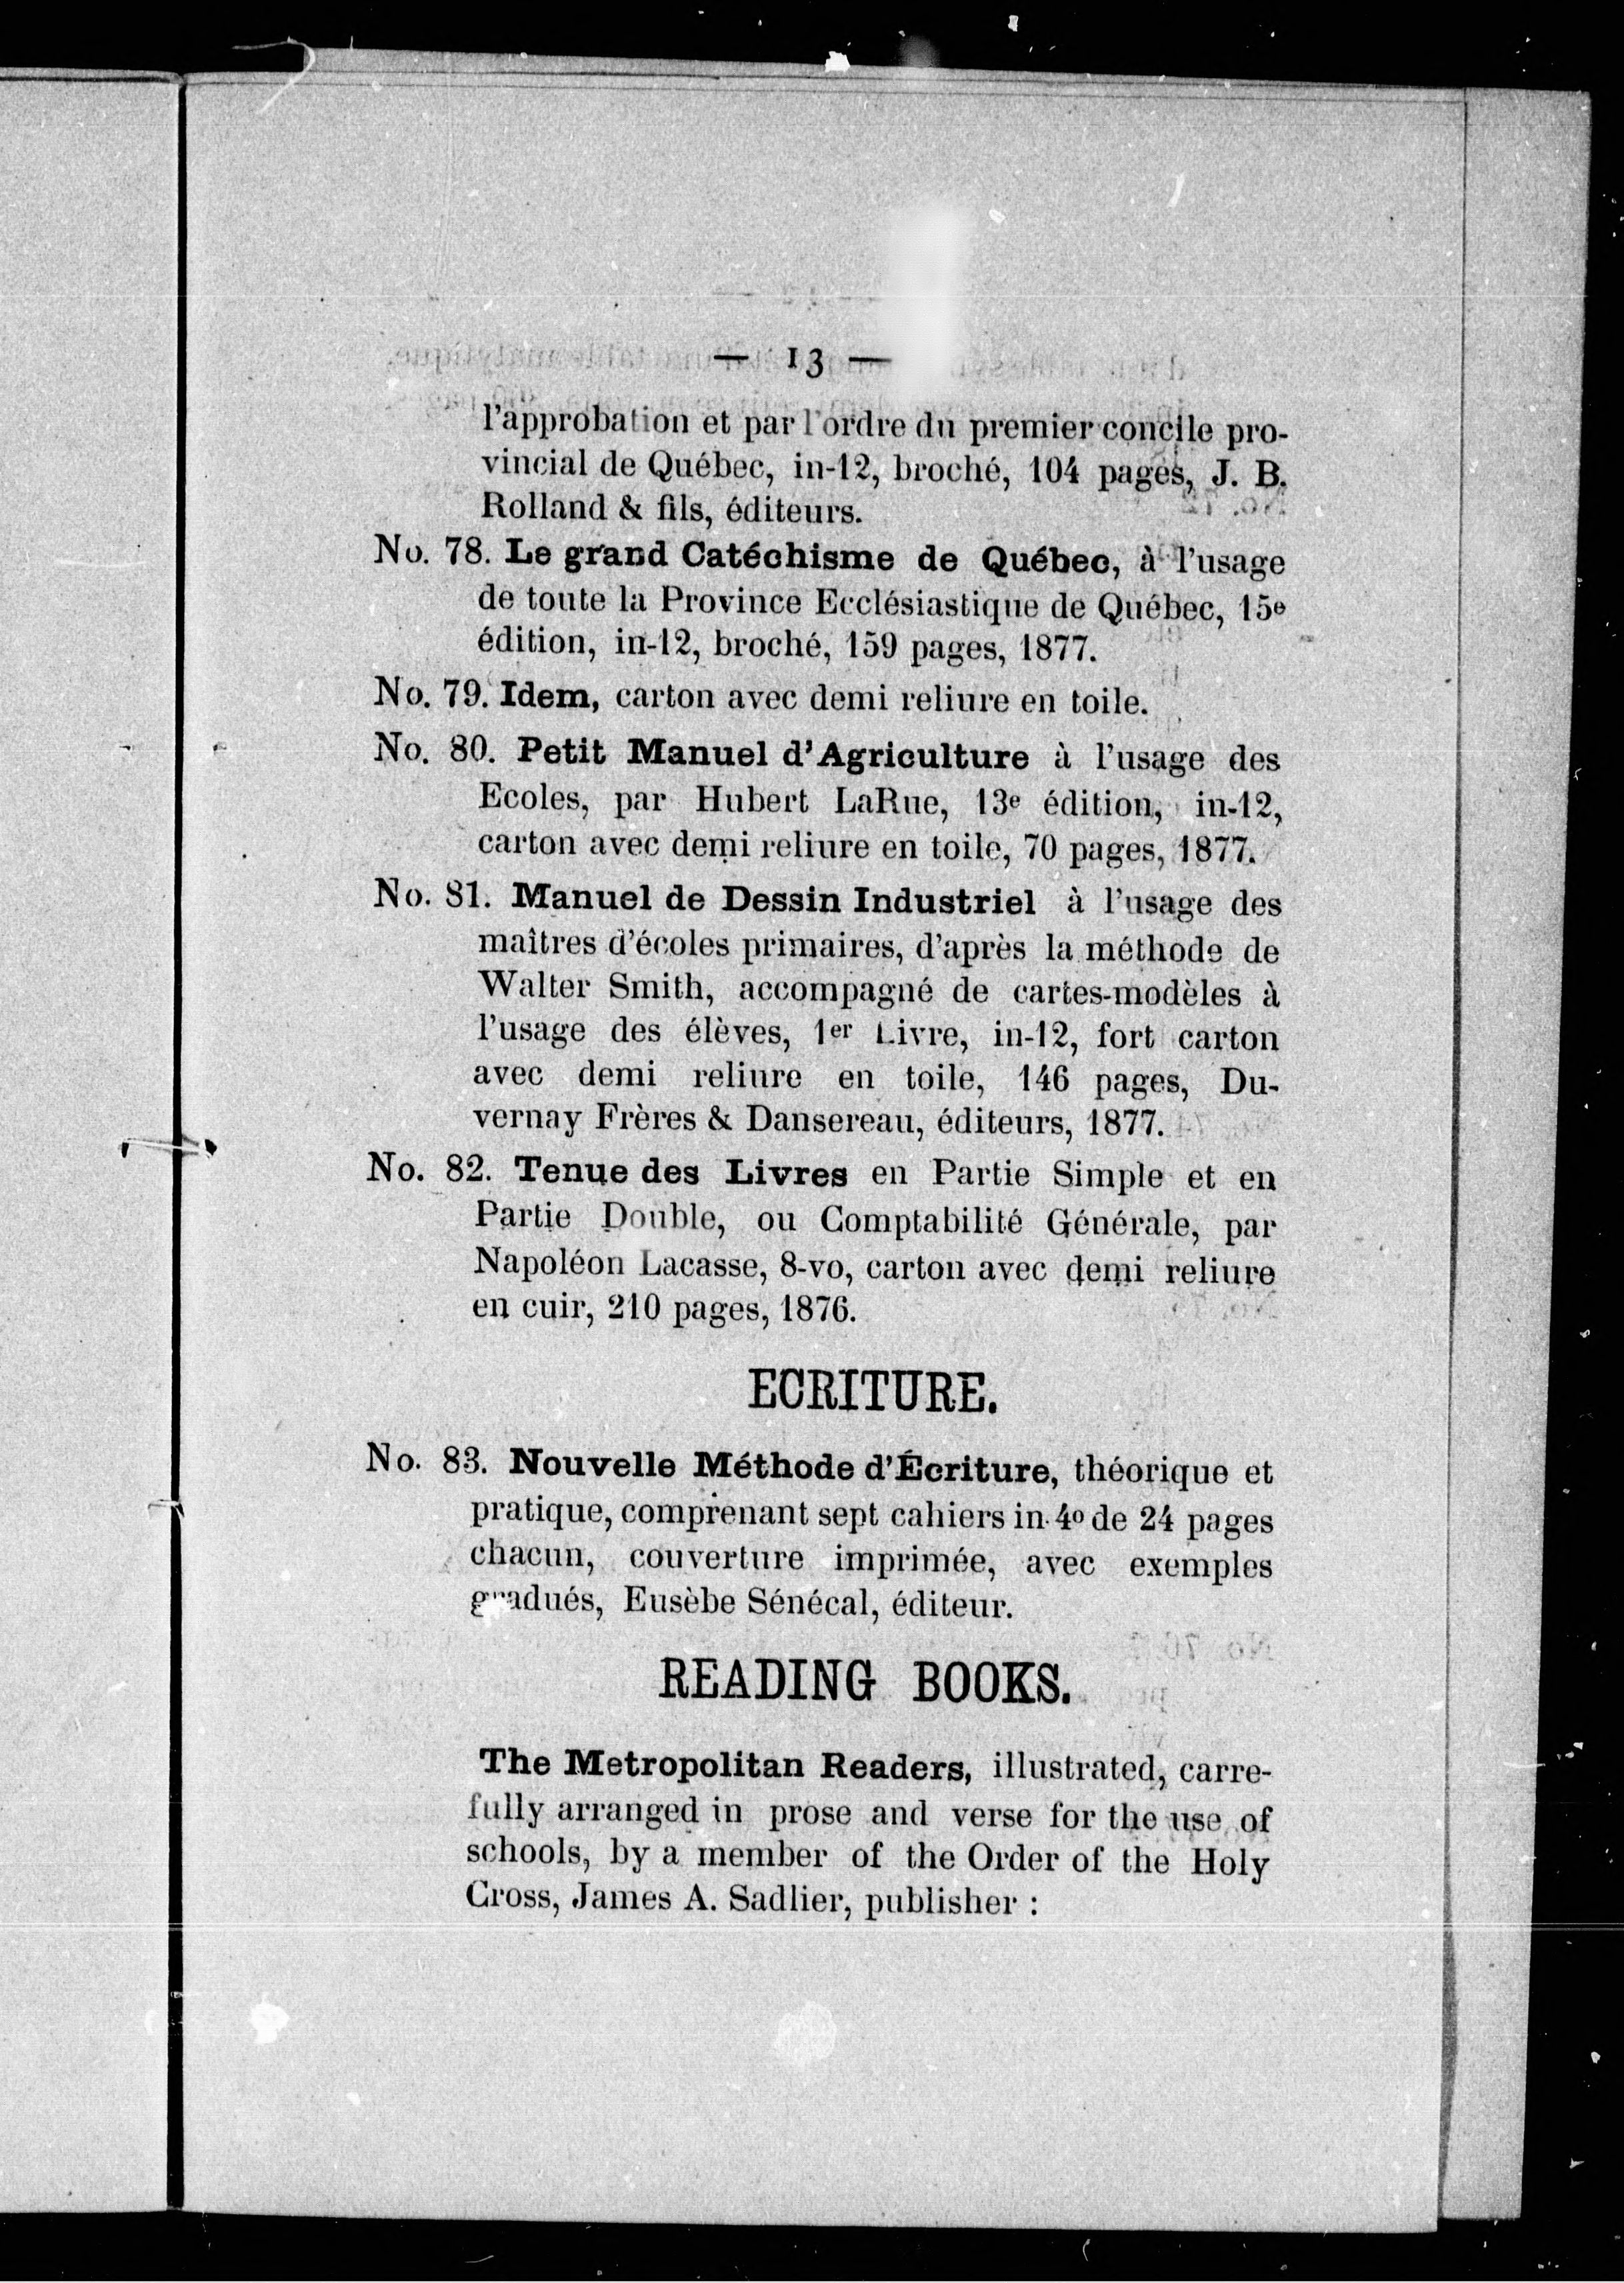 — 13 —
l'approbation et par l'ordre du premier concile pro-
vincial de Québec, in-12, broché, 104 pages, J. B.
Rolland & fils, éditeurs.
No. 78. Le grand Catéchisme de Québec, à l'usage
de toute la Province Ecclésiastique de Québec, 15e
édition, in-12, broché, 159 pages, 1877.
No. 79. Idem, carton avec demi reliure en toile.
No. 80. Petit Manuel d'Agriculture à l'usage des
Ecoles, par Hubert LaRue, 13e édition, in-12,
carton avec demi reliure en toile, 70 pages, 1877.
No. 81. Manuel de Dessin Industriel à l'usage des
maîtres d'écoles primaires, d'après la méthode de
Walter Smith, accompagné de cartes-modèles à
l'usage des élèves, 1er Livre, in-12, fort carton
avec demi reliure en toile, 146 pages, Du-
vernay Frères & Dansereau, éditeurs, 1877.
No. 82. Tenue des Livres en Partie Simple et en
Partie Double, ou Comptabilité Générale, par
Napoléon Lacasse, 8-vo, carton avec demi reliure
en cuir, 210 pages, 1876.
ECRITURE.
No. 83. Nouvelle Méthode d'Écriture, théorique et
pratique, comprenant sept cahiers in-4o de 24 pages
chacun, couverture imprimée, avec exemples
gradués, Eusèbe Sénécal, éditeur.
READING BOOKS.
The Metropolitan Readers, illustrated, carre-
fully arranged in prose and verse for the use of
schools, by a member of the Order of the Holy
Cross, James A. Sadlier, publisher :